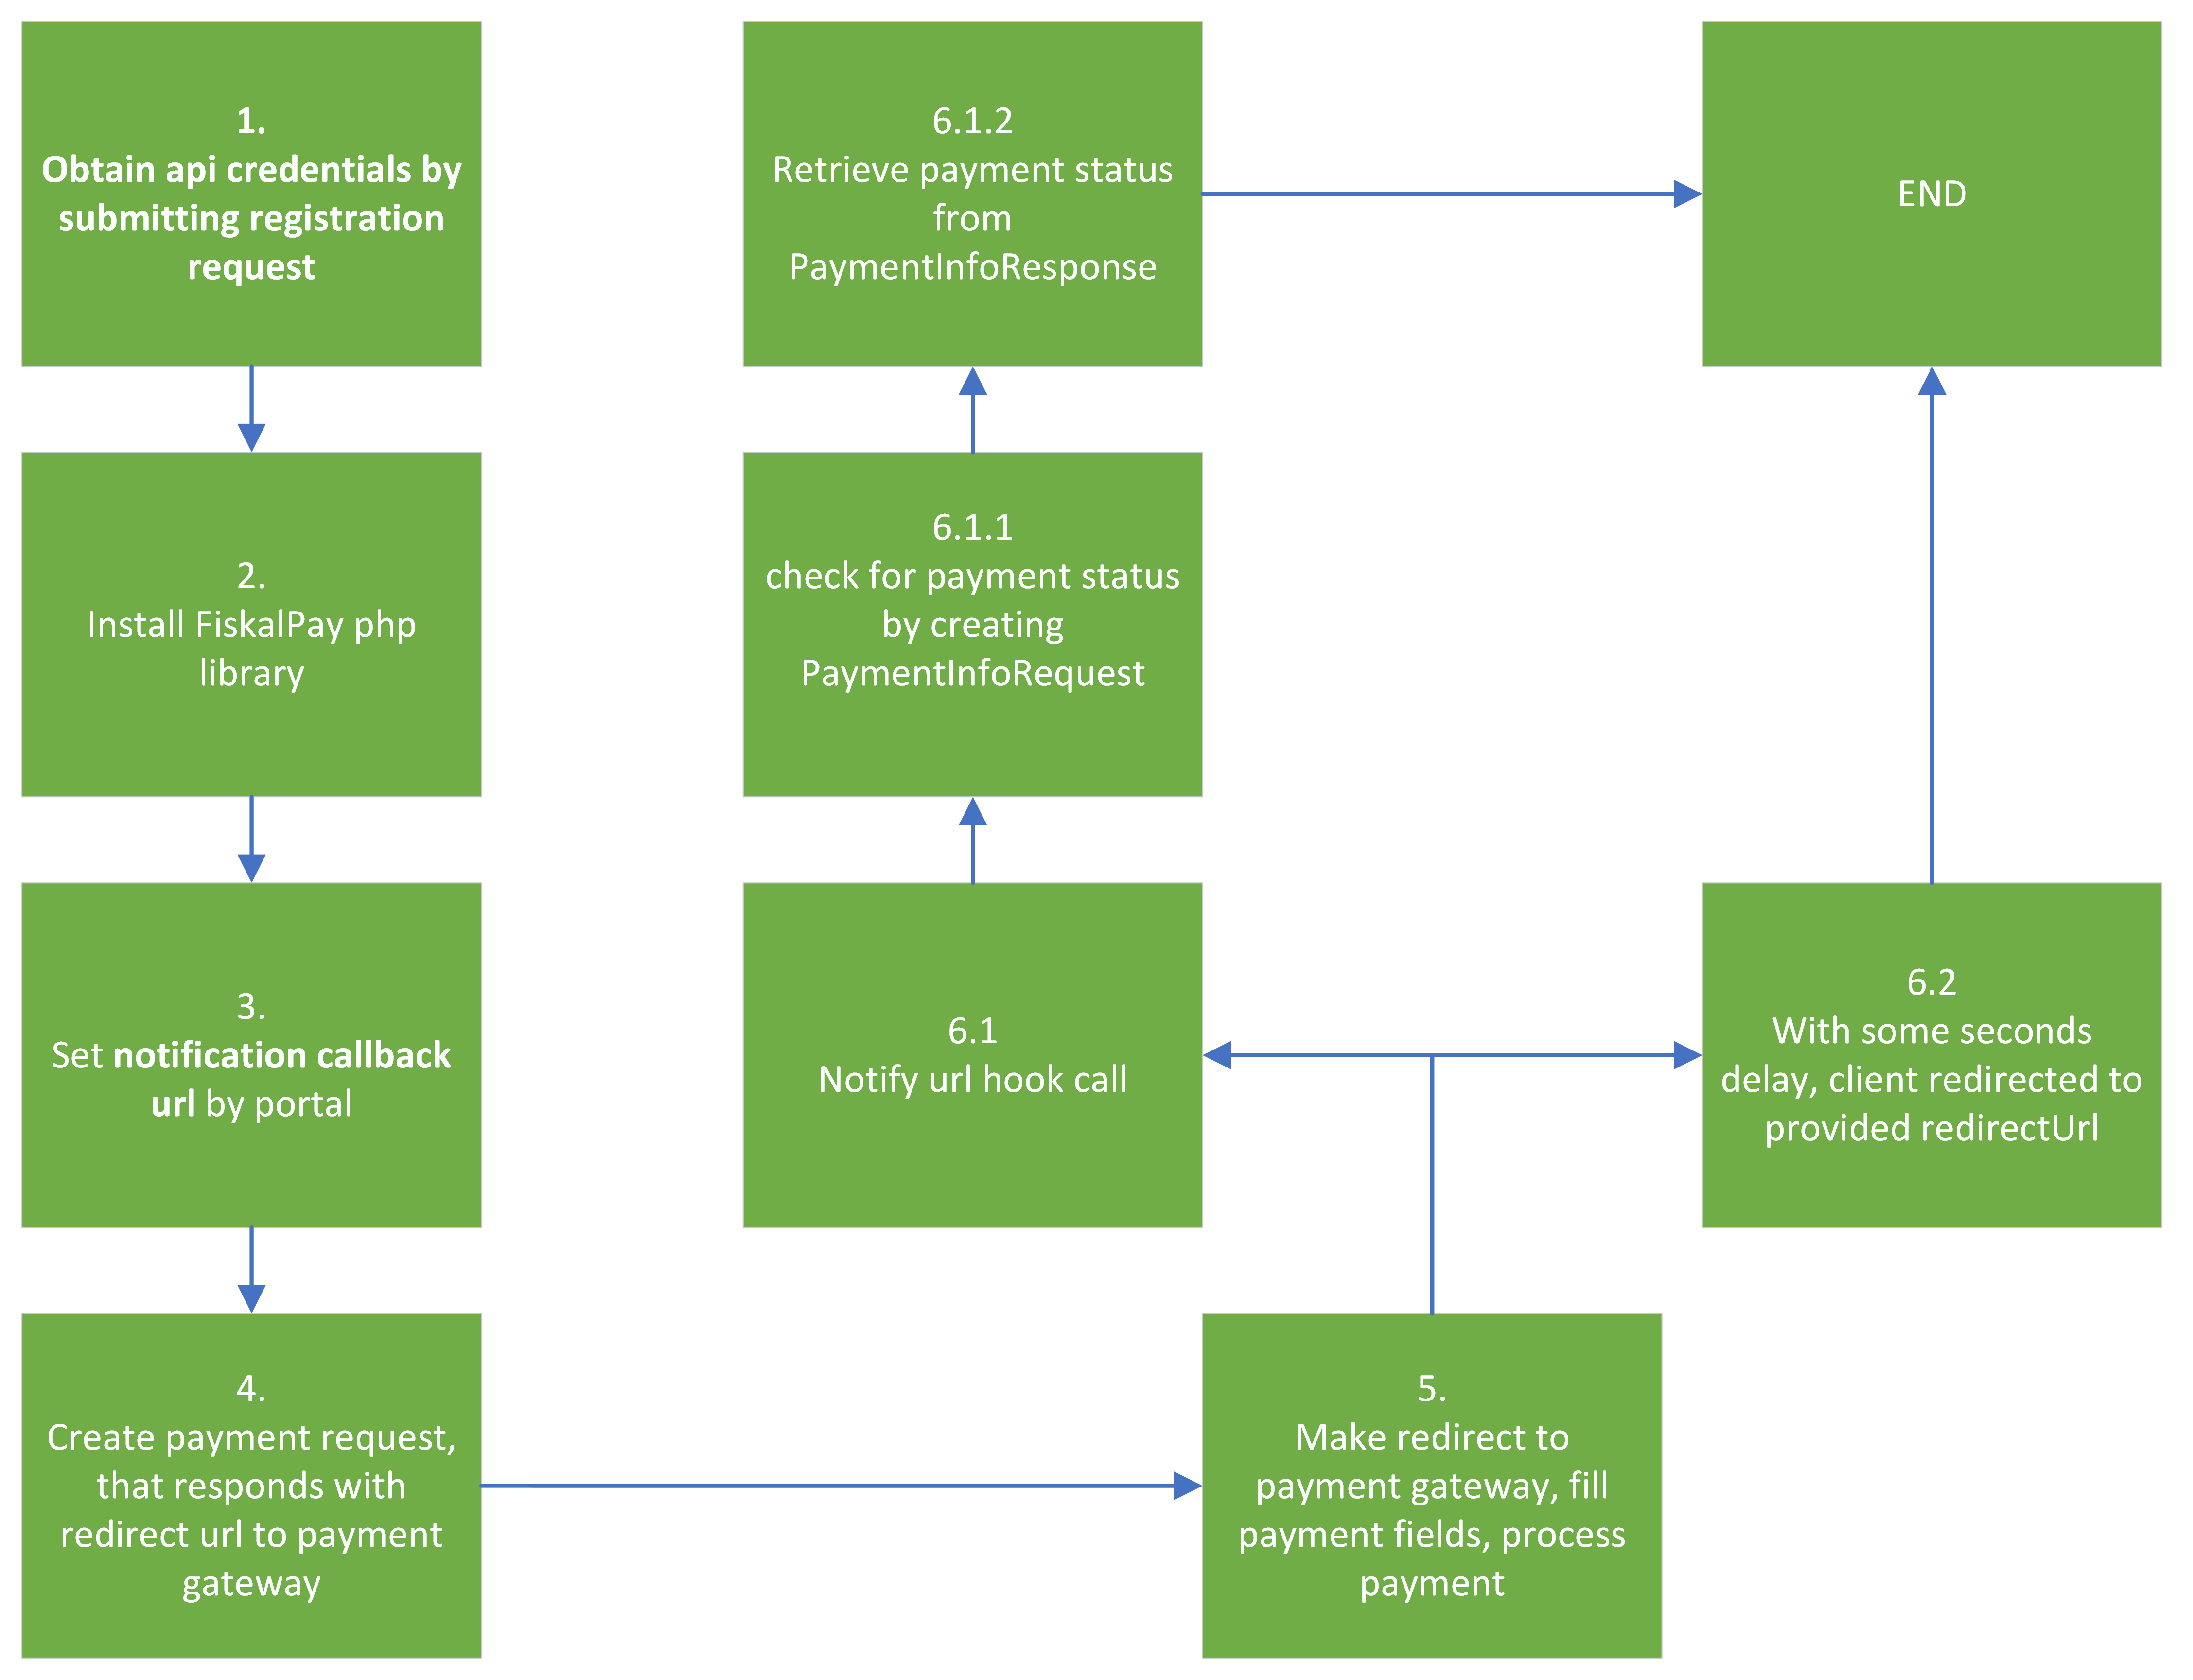 1.
Obtain api credentials by
submitting registration
request
2.
Install FiskalPay php
library
3.
Set notification callback
url by portal
4.
Create payment request,
that responds with
redirect url to payment
gateway
5.
Make redirect to
payment gateway, fill
payment fields, process
payment
6.1
Notify url hook call
6.1.1
check for payment status
by creating
PaymentInfoRequest
6.1.2
Retrieve payment status
from
PaymentInfoResponse
6.2
With some seconds
delay, client redirected to
provided redirectUrl
END